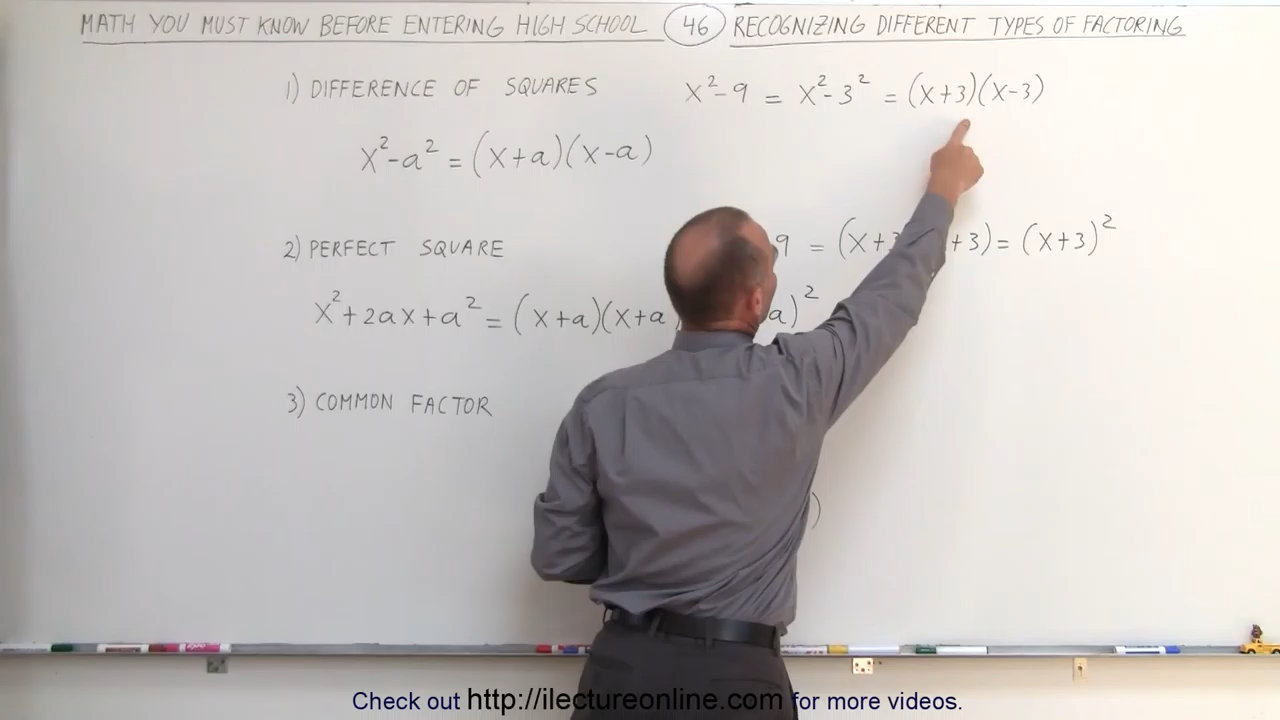 MATH YOU MUST KNOW BEFORE ENTERING HIGH SCHOOL 46 RECOGNIZING DIFFERENT TYPES OF FACTORING
1) DIFFERENCE OF SQUARES x²-9 = x²-3² = (x+3)(x-3)
x²-a² = (x+a)(x-a)
2) PERFECT SQUARE 9 = (x+3 +3) = (x+3)²
x²+2ax+a² = (x+a)(x+a a)²
3) COMMON FACTOR
)
Check out http://ilectureonline.com for more videos.